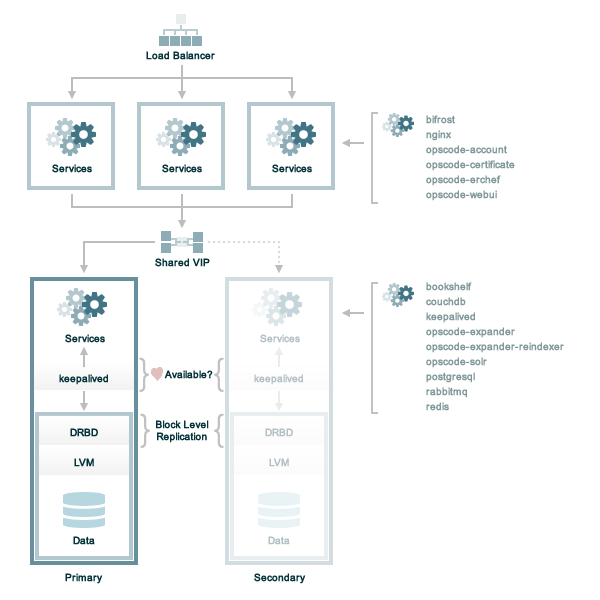 Load Balancer
Services
Services
Services
bifrost
nginx
opscode-account
opscode-certificate
opscode-erchef
opscode-webui
Shared VIP
Services
Services
bookshelf
couchdb
keepalived
opscode-expander
opscode-expander-reindexer
opscode-solr
postgresql
rabbitmq
redis
keepalived
Available?
keepalived
DRBD
Block Level
Replication
DRBD
LVM
LVM
Data
Data
Primary
Secondary